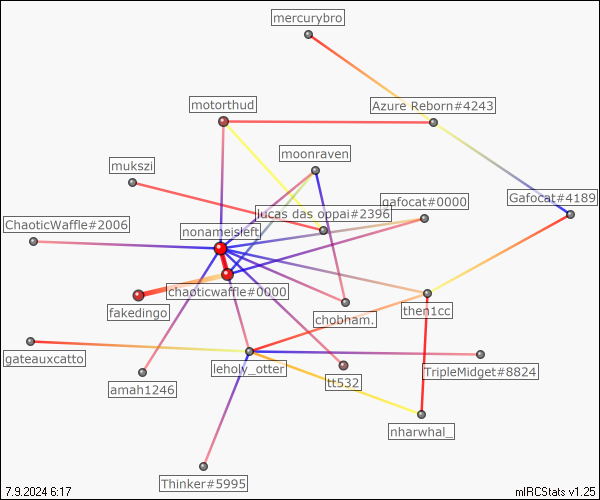 mercurybro
motorthud
Azure Reborn#4243
moonraven
mukszi
Gafocat#4189
gafocat#0000
lucas das oppai#2396
ChaoticWaffle#2006
nonameisleft
chaoticwaffle#0000
fakedingo
chobham.
then1cc
gateauxcatto
leholy_otter
TripleMidget#8824
amah1246
tt532
nharwhal_
Thinker#5995
7.9.2024 6:17
mIRCStats v1.25